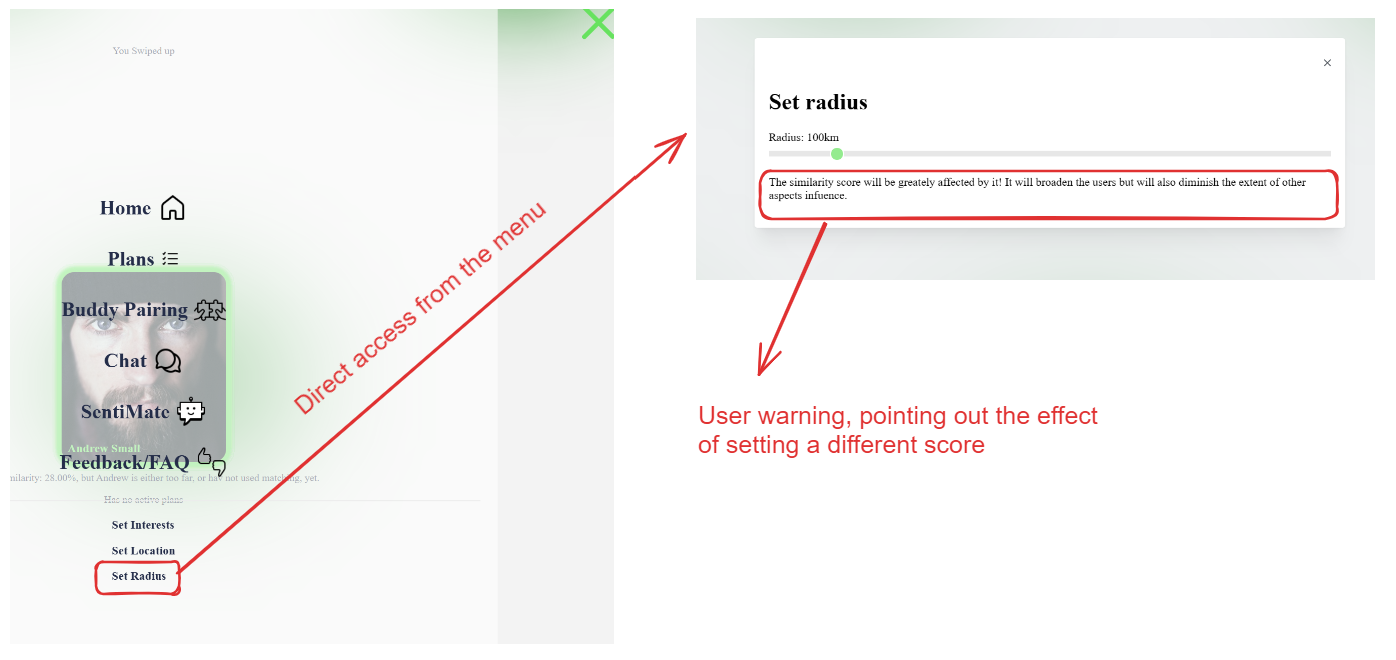 You Swiped up
Home
Plans
Buddy Pairing
Chat
SentiMate
Andrew Small
Feedback/FAQ
milarity: 28.00%, but Andrew is either too far, or hav not used matching, yet.
Has no active plans
Set Interests
Set Location
Set Radius
Direct access from the menu
Set radius
Radius: 100km
The similarity score will be greately affected by it! It will broaden the users but will also diminish the extent of other
aspects infuence.
User warning, pointing out the effect
of setting a different score